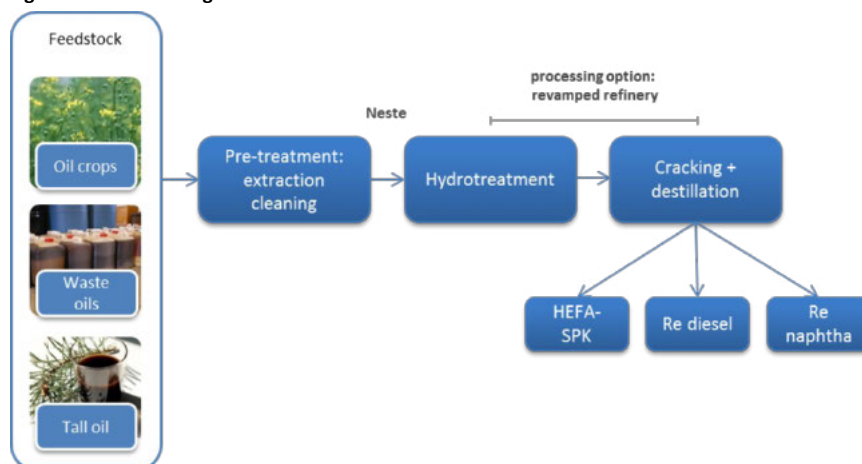 Feedstock
Oil crops
Waste
oils
Tall oil
Pre-treatment:
extraction
cleaning
Neste
Hydrotreatment
processing option:
revamped refinery
Cracking +
destillation
HEFA-
SPK
Re diesel
Re
naphtha